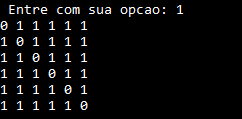 Entre com sua opcao: 1
0 1 1 1 1 1
1 0 1 1 1 1
1 1 0 1 1 1
1 1 1 0 1 1
1 1 1 1 0 1
1 1 1 1 1 0